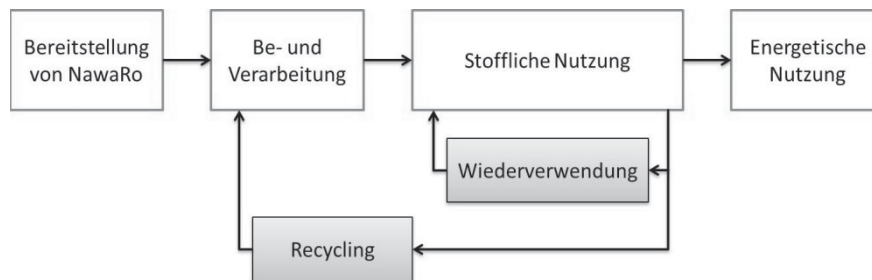 Bereitstellung
von NawaRo
Be- und
Verarbeitung
Stoffliche Nutzung
Energetische
Nutzung
Wiederverwendung
Recycling